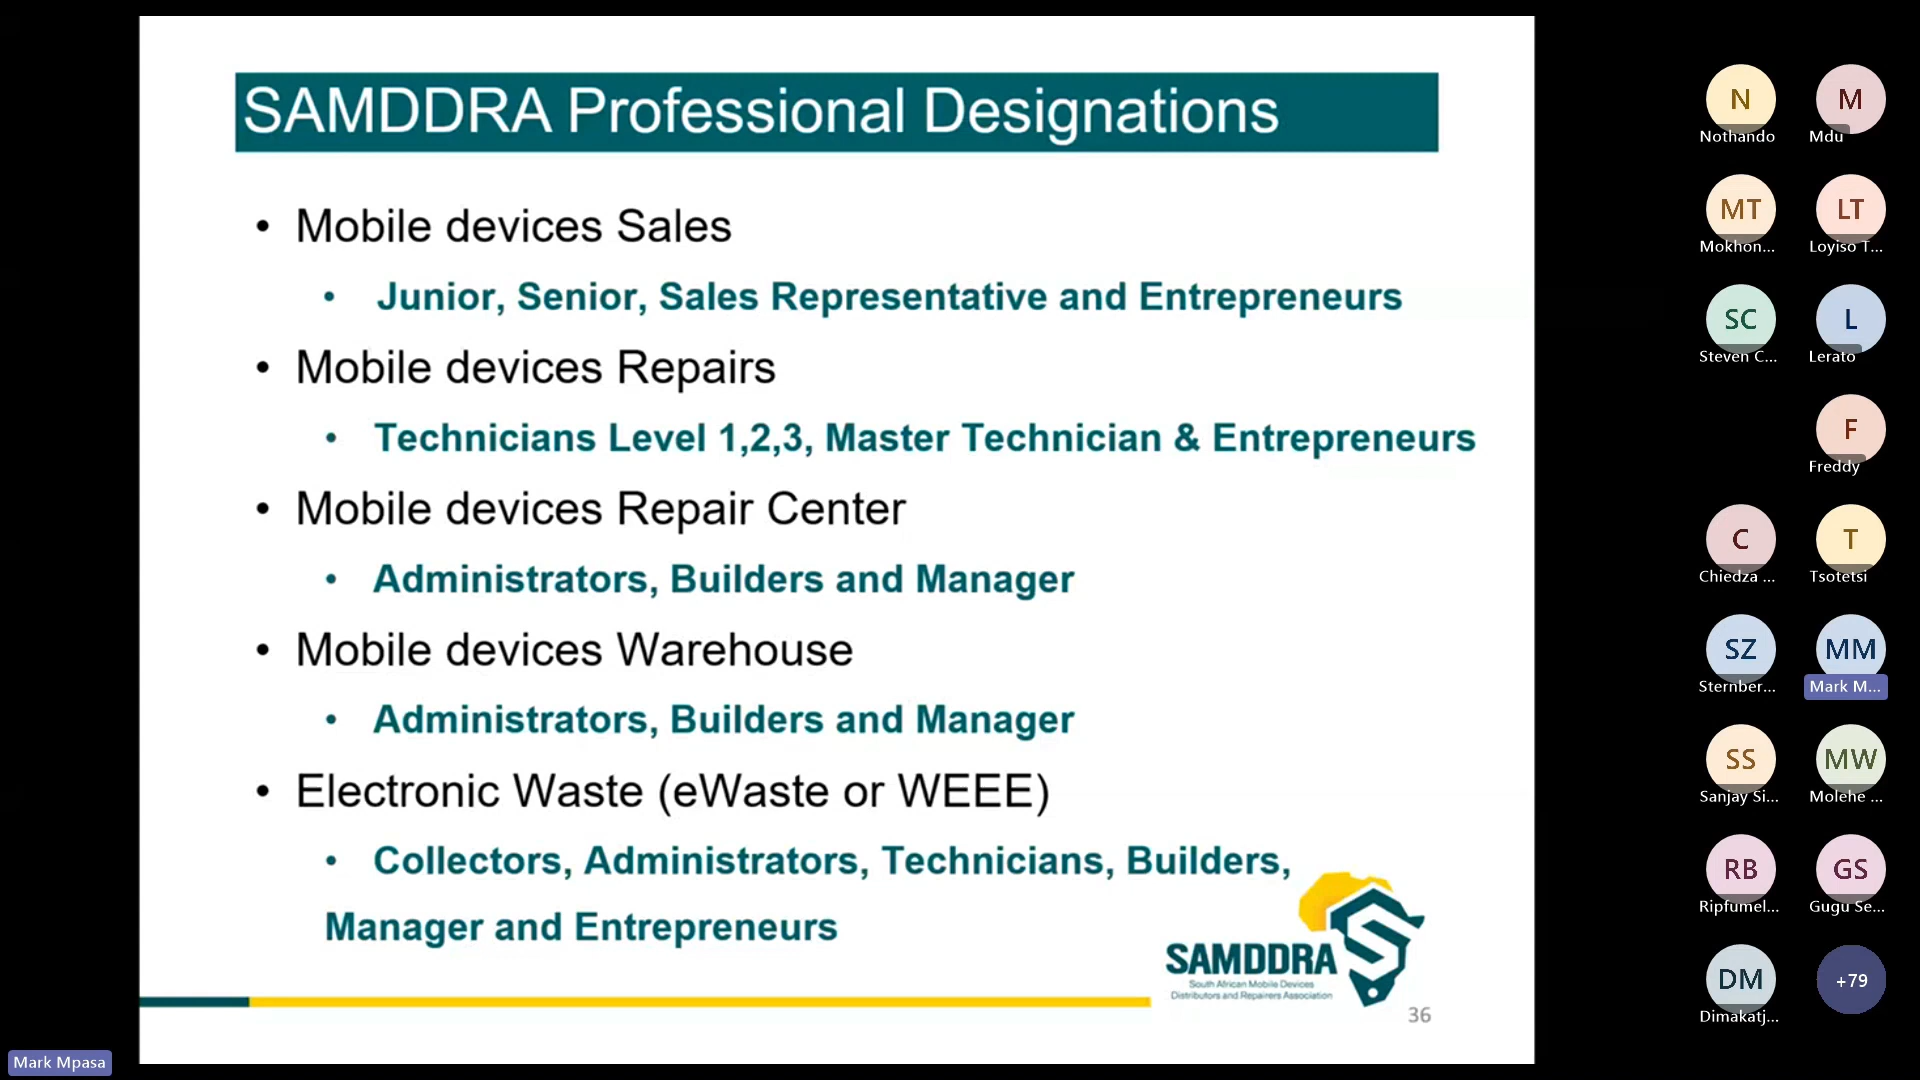 SAMDDRA Professional Designations
• Mobile devices Sales
• Junior, Senior, Sales Representative and Entrepreneurs
• Mobile devices Repairs
• Technicians Level 1,2,3, Master Technician & Entrepreneurs
• Mobile devices Repair Center
• Administrators, Builders and Manager
• Mobile devices Warehouse
• Administrators, Builders and Manager
• Electronic Waste (eWaste or WEEE)
• Collectors, Administrators, Technicians, Builders,
Manager and Entrepreneurs
SAMDDRA
South African Mobile Devices
Distributors and Repairers Association
36
Mark Mpasa
N
Nothando
M
Mdu
MT
Mokhon...
LT
Loyiso T...
SC
Steven C...
L
Lerato
F
Freddy
C
Chiedza ...
T
Tsotetsi
SZ
Sternber...
MM
Mark M...
SS
Sanjay Si...
MW
Molehe ...
RB
Ripfumel...
GS
Gugu Se...
DM
Dimakatj...
+79